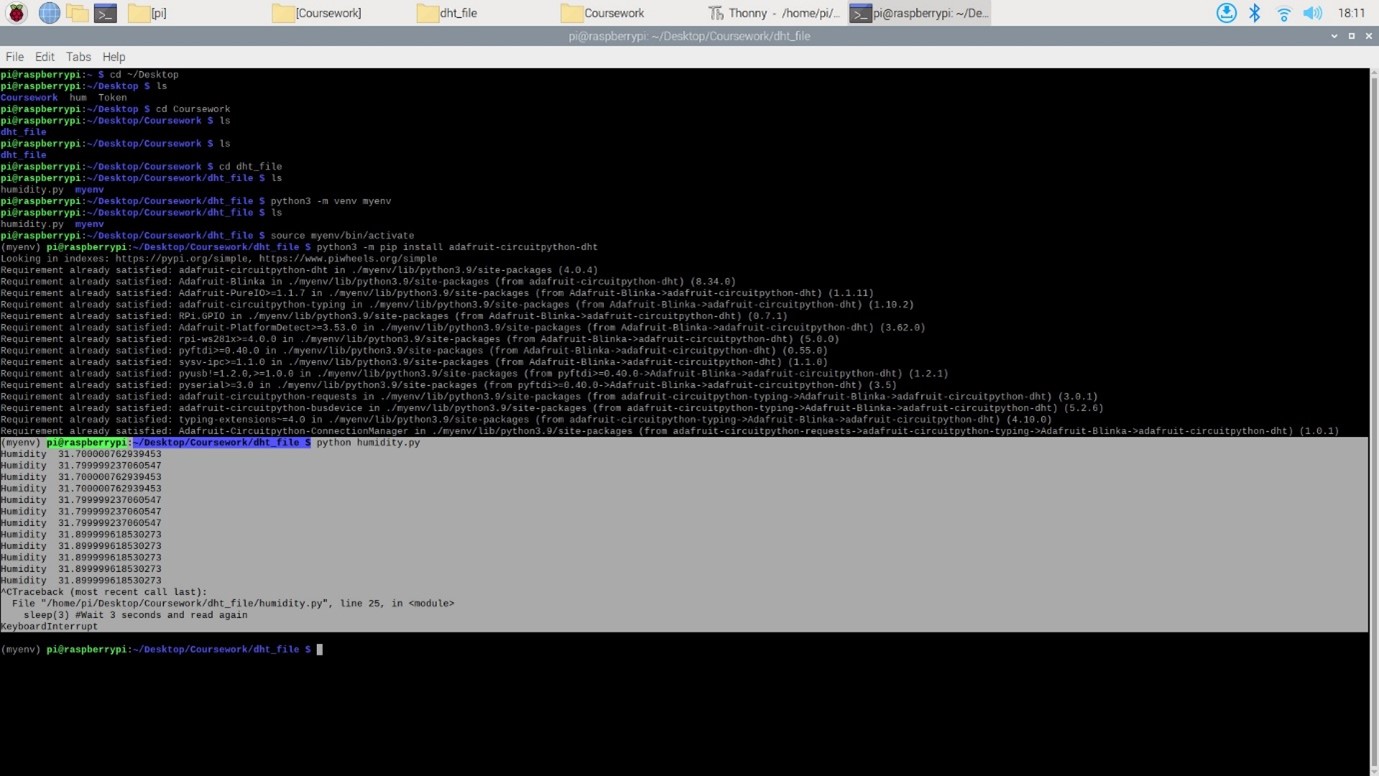 [pi]
[Coursework]
dht_file
Coursework
Thonny - /home/pi/...
pi@raspberrypi: ~/De...
18:11
pi@raspberrypi: ~/Desktop/Coursework/dht_file
File Edit Tabs Help
pi@raspberrypi:~ $ cd ~/Desktop
pi@raspberrypi:~/Desktop $ ls
Coursework hum Token
pi@raspberrypi:~/Desktop $ cd Coursework
pi@raspberrypi:~/Desktop/Coursework $ ls
dht_file
pi@raspberrypi:~/Desktop/Coursework $ ls
dht_file
pi@raspberrypi:~/Desktop/Coursework $ cd dht_file
pi@raspberrypi:~/Desktop/Coursework/dht_file $ ls
humidity.py myenv
pi@raspberrypi:~/Desktop/Coursework/dht_file $ python3 -m venv myenv
pi@raspberrypi:~/Desktop/Coursework/dht_file $ ls
humidity.py myenv
pi@raspberrypi:~/Desktop/Coursework/dht_file $ source myenv/bin/activate
(myenv) pi@raspberrypi:~/Desktop/Coursework/dht_file $ python3 -m pip install adafruit-circuitpython-dht
Looking in indexes: https://pypi.org/simple, https://www.piwheels.org/simple
Requirement already satisfied: adafruit-circuitpython-dht in ./myenv/lib/python3.9/site-packages (4.0.4)
Requirement already satisfied: Adafruit-Blinka in ./myenv/lib/python3.9/site-packages (from adafruit-circuitpython-dht) (8.34.0)
Requirement already satisfied: Adafruit-PureIO>=1.1.7 in ./myenv/lib/python3.9/site-packages (from Adafruit-Blinka->adafruit-circuitpython-dht) (1.1.11)
Requirement already satisfied: adafruit-circuitpython-typing in ./myenv/lib/python3.9/site-packages (from Adafruit-Blinka->adafruit-circuitpython-dht) (1.10.2)
Requirement already satisfied: RPi.GPIO in ./myenv/lib/python3.9/site-packages (from Adafruit-Blinka->adafruit-circuitpython-dht) (0.7.1)
Requirement already satisfied: Adafruit-PlatformDetect>=3.53.0 in ./myenv/lib/python3.9/site-packages (from Adafruit-Blinka->adafruit-circuitpython-dht) (3.62.0)
Requirement already satisfied: rpi-ws281x>=4.0.0 in ./myenv/lib/python3.9/site-packages (from Adafruit-Blinka->adafruit-circuitpython-dht) (5.0.0)
Requirement already satisfied: pyftdi>=0.40.0 in ./myenv/lib/python3.9/site-packages (from Adafruit-Blinka->adafruit-circuitpython-dht) (0.55.0)
Requirement already satisfied: sysv-ipc>=1.1.0 in ./myenv/lib/python3.9/site-packages (from Adafruit-Blinka->adafruit-circuitpython-dht) (1.1.0)
Requirement already satisfied: pyusb!=1.2.0,>=1.0.0 in ./myenv/lib/python3.9/site-packages (from pyftdi>=0.40.0->Adafruit-Blinka->adafruit-circuitpython-dht) (1.2.1)
Requirement already satisfied: pyserial>=3.0 in ./myenv/lib/python3.9/site-packages (from pyftdi>=0.40.0->Adafruit-Blinka->adafruit-circuitpython-dht) (3.5)
Requirement already satisfied: adafruit-circuitpython-requests in ./myenv/lib/python3.9/site-packages (from adafruit-circuitpython-typing->Adafruit-Blinka->adafruit-circuitpython-dht) (3.0.1)
Requirement already satisfied: adafruit-circuitpython-busdevice in ./myenv/lib/python3.9/site-packages (from adafruit-circuitpython-typing->Adafruit-Blinka->adafruit-circuitpython-dht) (5.2.6)
Requirement already satisfied: typing-extensions~=4.0 in ./myenv/lib/python3.9/site-packages (from adafruit-circuitpython-typing->Adafruit-Blinka->adafruit-circuitpython-dht) (4.10.0)
Requirement already satisfied: Adafruit-Circuitpython-ConnectionManager in ./myenv/lib/python3.9/site-packages (from adafruit-circuitpython-requests->adafruit-circuitpython-typing->Adafruit-Blinka->adafruit-circuitpython-dht) (1.0.1)
(myenv) pi@raspberrypi:~/Desktop/Coursework/dht_file $ python humidity.py
Humidity 31.700000762939453
Humidity 31.799999237060547
Humidity 31.700000762939453
Humidity 31.700000762939453
Humidity 31.799999237060547
Humidity 31.799999237060547
Humidity 31.799999237060547
Humidity 31.899999618530273
Humidity 31.899999618530273
Humidity 31.899999618530273
Humidity 31.899999618530273
Humidity 31.899999618530273
^CTraceback (most recent call last):
File "/home/pi/Desktop/Coursework/dht_file/humidity.py", line 25, in <module>
sleep(3) #Wait 3 seconds and read again
KeyboardInterrupt
(myenv) pi@raspberrypi:~/Desktop/Coursework/dht_file $